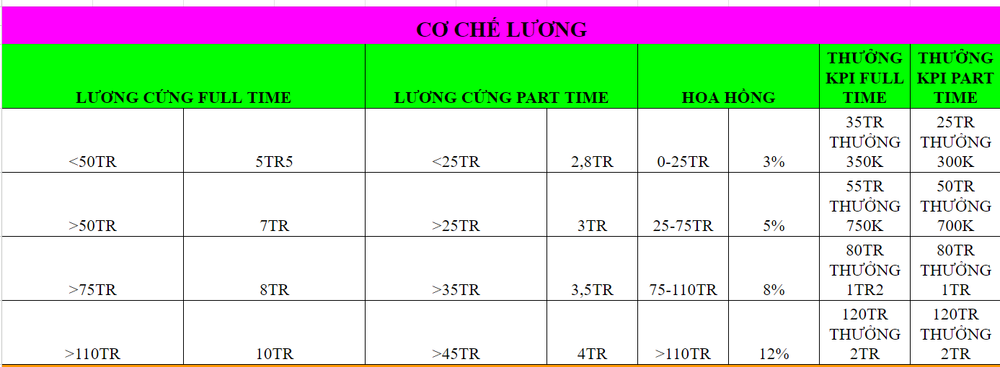 CƠ CHẾ LƯƠNG
LƯƠNG CỨNG FULL TIME LƯƠNG CỨNG PART TIME HOA HỒNG THƯỞNG KPI FULL TIME THƯỞNG KPI PART TIME
<50TR 5TR5 <25TR 2,8TR 0-25TR 3% 35TR THƯỞNG 350K 25TR THƯỞNG 300K
>50TR 7TR >25TR 3TR 25-75TR 5% 55TR THƯỞNG 750K 50TR THƯỞNG 700K
>75TR 8TR >35TR 3,5TR 75-110TR 8% 80TR THƯỞNG 1TR2 80TR THƯỞNG 1TR
>110TR 10TR >45TR 4TR >110TR 12% 120TR THƯỞNG 2TR 120TR THƯỞNG 2TR